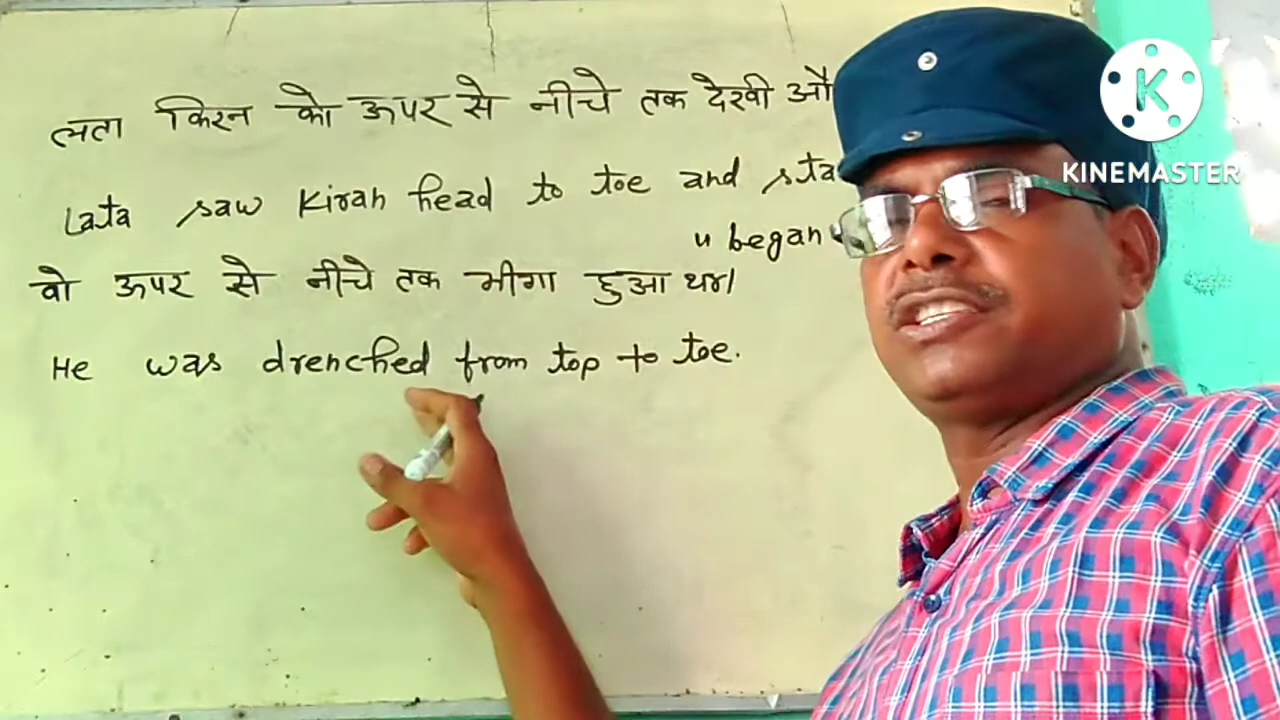 लता किरन को ऊपर से नीचे तक देखी औ
Lata saw Kiran head to toe and sta
" began
वो ऊपर से नीचे तक भीगा हुआ था।
He was drenched from top to toe.
K
KINEMASTER